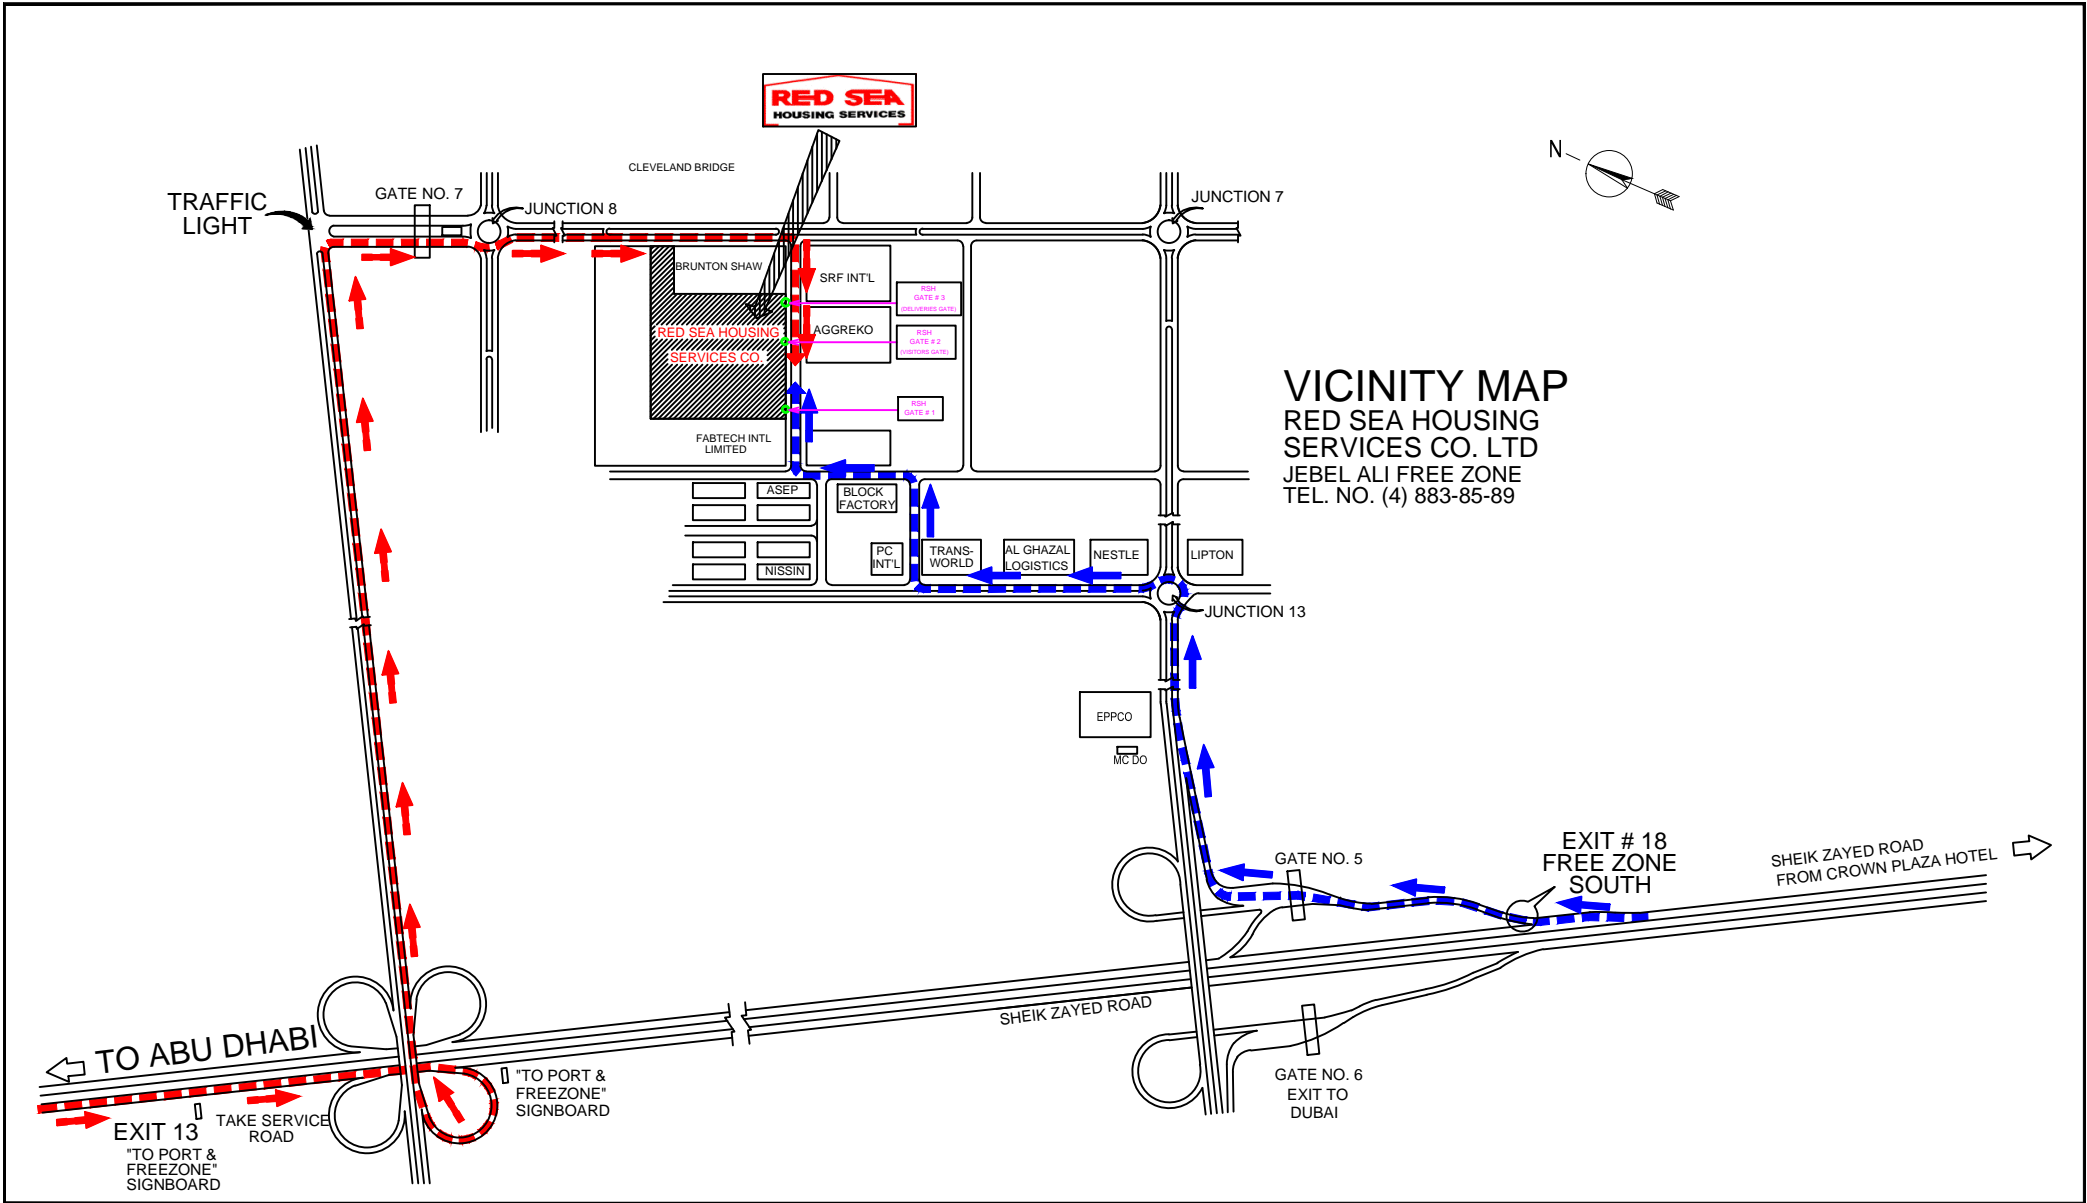 RED SEA
HOUSING SERVICES
CLEVELAND BRIDGE
N
TRAFFIC
LIGHT
GATE NO. 7
JUNCTION 8
JUNCTION 7
BRUNTON SHAW
SRF INT'L
RSH
GATE # 3
(DELIVERIES GATE)
RED SEA HOUSING
SERVICES CO.
AGGREKO
RSH
GATE # 2
(VISITORS GATE)
RSH
GATE # 1
FABTECH INTL
LIMITED
VICINITY MAP
RED SEA HOUSING
SERVICES CO. LTD
JEBEL ALI FREE ZONE
TEL. NO. (4) 883-85-89
ASEP
BLOCK
FACTORY
NISSIN
PC
INT'L
TRANS-
WORLD
AL GHAZAL
LOGISTICS
NESTLE
LIPTON
JUNCTION 13
EPPCO
MC DO
GATE NO. 5
EXIT # 18
FREE ZONE
SOUTH
SHEIK ZAYED ROAD
FROM CROWN PLAZA HOTEL
SHEIK ZAYED ROAD
TO ABU DHABI
"TO PORT &
FREEZONE"
SIGNBOARD
GATE NO. 6
EXIT TO
DUBAI
TAKE SERVICE
ROAD
EXIT 13
"TO PORT &
FREEZONE"
SIGNBOARD